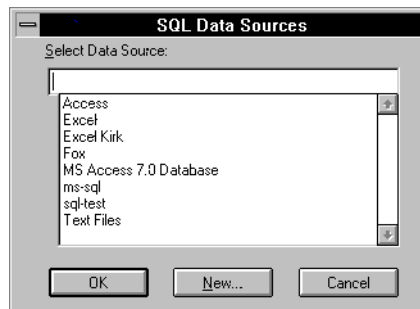 SQL Data Sources
Select Data Source:
Access
Excel
Excel Kirk
Fox
MS Access 7.0 Database
ms-sql
sql-test
Text Files
OK
New...
Cancel